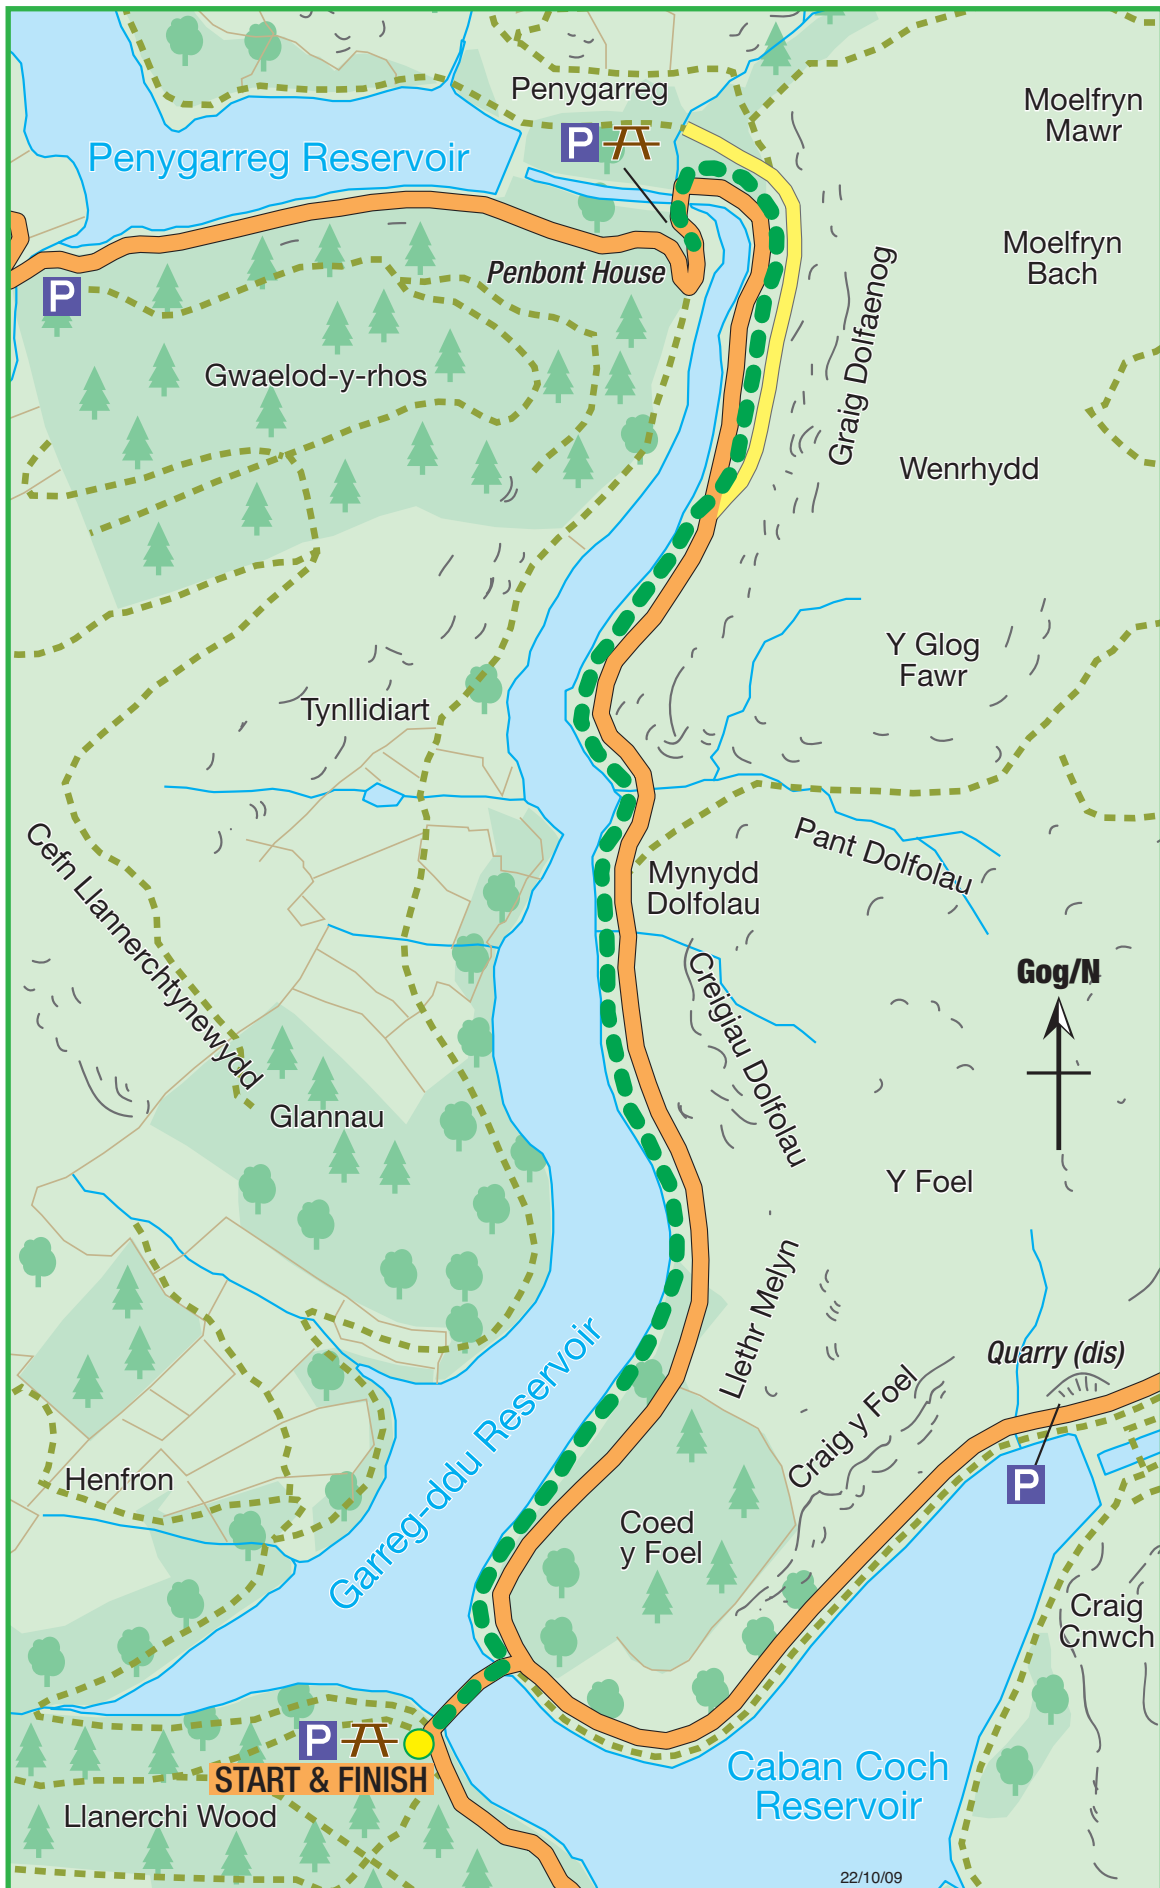 Penygarreg
Moelfryn
Mawr
P
Penygarreg Reservoir
Moelfryn
Bach
Penbont House
P
Graig Dolfaenog
Gwaelod-y-rhos
Wenrhydd
Y Glog
Fawr
Tynllidiart
Pant Dolfolau
Cefn Llannerchtynewydd
Mynydd
Dolfolau
Creigiau Dolfolau
Gog/N
Glannau
Y Foel
Llethr Melyn
Garreg-ddu Reservoir
Quarry (dis)
Craig y Foel
Henfron
P
Coed
y Foel
Craig
Cnwch
P
START & FINISH
Caban Coch
Reservoir
Llanerchi Wood
22/10/09